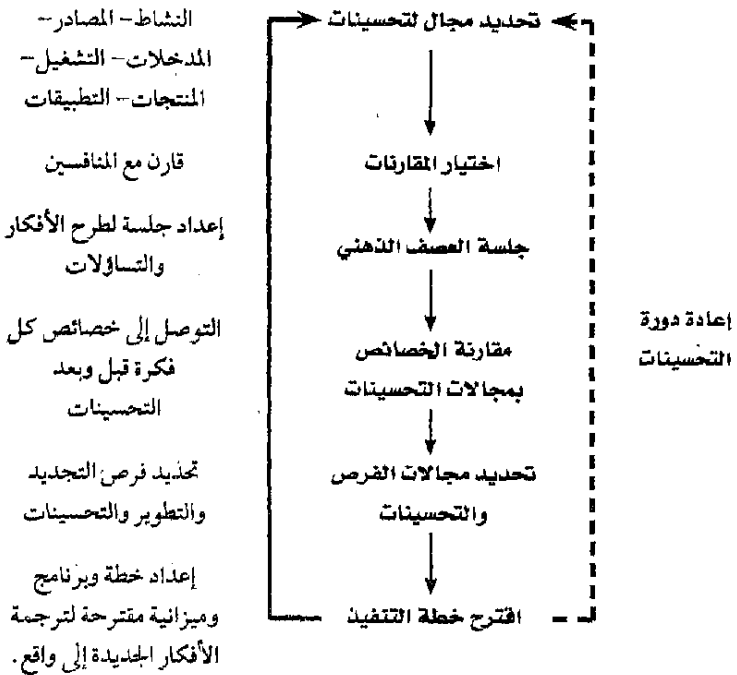 إعادة دورة
التحسينات
تحديد مجال لتحسينات
اختيار المقارنات
جلسة العصف الذهني
مقارنة الخصائص
بمجالات التحسينات
تحديد مجالات الفرص
والتحسينات
اقترح خطة التنفيذ
النشاط – المصادر –
المدخلات – التشغيل –
المنتجات – التطبيقات
قارن مع المنافسين
إعداد جلسة لطرح الأفكار
والتساؤلات
التوصل إلى خصائص كل
فكرة قبل وبعد
التحسينات
تحذيد فرص التجديد
والتطوير والتحسينات
إعداد خطة وبرنامج
وميزانية مقترحة لترجمة
الأفكار الجديدة إلى واقع.